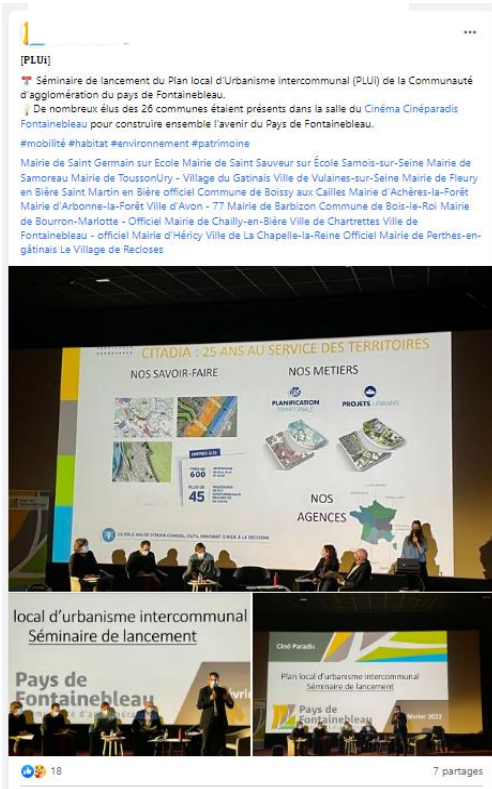 [PLUi]
Séminaire de lancement du Plan local d'Urbanisme intercommunal (PLUi) de la Communauté
d'agglomération du pays de Fontainebleau.
De nombreux élus des 26 communes étaient présents dans la salle du Cinéma Cinéparadis
Fontainebleau pour construire ensemble l'avenir du Pays de Fontainebleau.
#mobilité #habitat #environnement #patrimoine
Mairie de Saint Germain sur Ecole Mairie de Saint Sauveur sur École Samois-sur-Seine Mairie de
Samoreau Mairie de ToussonUry - Village du Gatinais Ville de Vulaines-sur-Seine Mairie de Fleury
en Bière Saint Martin en Bière officiel Commune de Boissy aux Cailles Mairie d'Achères-la-Forêt
Mairie d'Arbonne-la-Forêt Ville d'Avon - 77 Mairie de Barbizon Commune de Bois-le-Roi Mairie
de Bourron-Marlotte - Officiel Mairie de Chailly-en-Bière Ville de Chartrettes Ville de
Fontainebleau - officiel Mairie d'Héricy Ville de La Chapelle-la-Reine Officiel Mairie de Perthes-en-
gâtinais Le Village de Recloses
CITADIA : 25 ANS AU SERVICE DES TERRITOIRES
NOS SAVOIR-FAIRE
NOS METIERS
PLANIFICATION
TERRITORIALE
PROJETS URBAINS
CHIFFRES CLÉS
PRÈS DE
600
PLUS DE
45
NOS
AGENCES
local d'urbanisme intercommunal
Séminaire de lancement
Pays de
Fontainebleau
Ciné Paradis
Plan local d'urbanisme intercommunal
Séminaire de lancement
Pays de
Fontainebleau
février 2022
18
7 partages